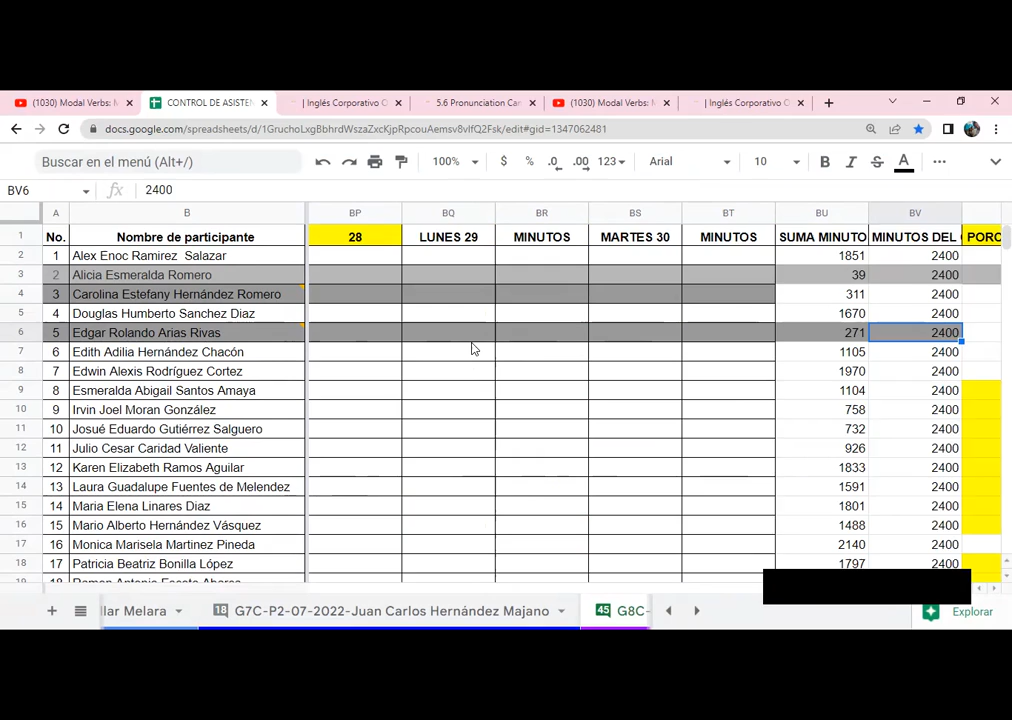 (1030) Modal Verbs: M CONTROL DE ASISTEN | Inglés Corporativo O 5.6 Pronunciation Car (1030) Modal Verbs: M | Inglés Corporativo O
docs.google.com/spreadsheets/d/1GruchoLxgBbhrdWszaZxcKjpRpcouAemsv8vlfQ2Fsk/edit#gid=1347062481
Buscar en el menú (Alt+/) 100% $ % .0 .00 123 Arial 10 B I S A
BV6 fx 2400
A B BP BQ BR BS BT BU BV
1 No. Nombre de participante 28 LUNES 29 MINUTOS MARTES 30 MINUTOS SUMA MINUTO MINUTOS DEL PORC
2 1 Alex Enoc Ramirez Salazar 1851 2400
3 2 Alicia Esmeralda Romero 39 2400
4 3 Carolina Estefany Hernández Romero 311 2400
5 4 Douglas Humberto Sanchez Diaz 1670 2400
6 5 Edgar Rolando Arias Rivas 271 2400
7 6 Edith Adilia Hernández Chacón 1105 2400
8 7 Edwin Alexis Rodríguez Cortez 1970 2400
9 8 Esmeralda Abigail Santos Amaya 1104 2400
10 9 Irvin Joel Moran González 758 2400
11 10 Josué Eduardo Gutiérrez Salguero 732 2400
12 11 Julio Cesar Caridad Valiente 926 2400
13 12 Karen Elizabeth Ramos Aguilar 1833 2400
14 13 Laura Guadalupe Fuentes de Melendez 1591 2400
15 14 Maria Elena Linares Diaz 1801 2400
16 15 Mario Alberto Hernández Vásquez 1488 2400
17 16 Monica Marisela Martinez Pineda 2140 2400
18 17 Patricia Beatriz Bonilla López 1797 2400
19 18 Ramon Antonio
llar Melara 18 G7C-P2-07-2022-Juan Carlos Hernández Majano 45 G8C- Explorar